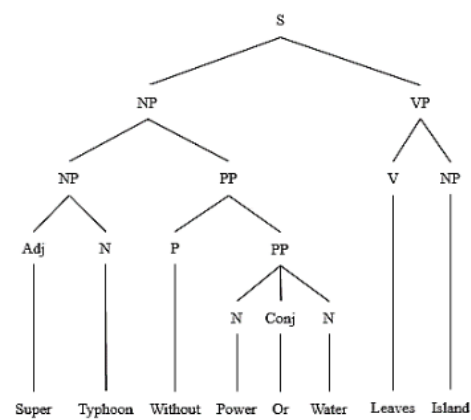 S
NP VP
NP PP V NP
Adj N P PP
N Conj N
Super Typhoon Without Power Or Water Leaves Island